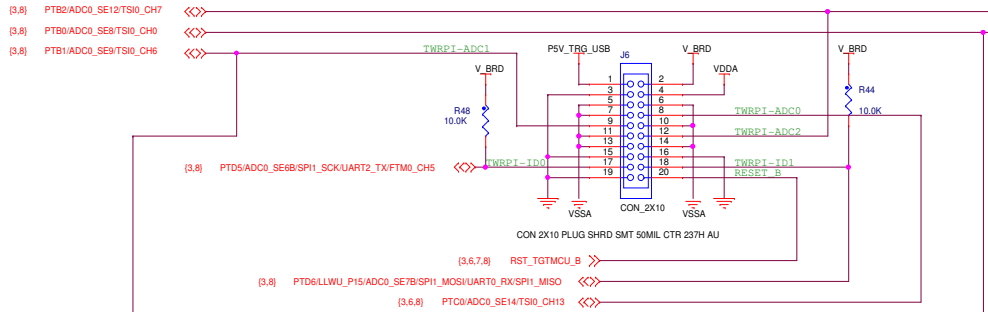 {3,8} PTB2/ADC0_SE12/TSI0_CH7
{3,8} PTB0/ADC0_SE8/TSI0_CH0
{3,8} PTB1/ADC0_SE9/TSI0_CH6
TWRPI-ADC1
P5V_TRG_USB
J6
V_BRD
V_BRD
V_BRD
VDDA
R48
10.0K
R44
10.0K
1 2
3 4
5 6
7 8
9 10
11 12
13 14
15 16
17 18
19 20
TWRPI-ADC0
TWRPI-ADC2
{3,8} PTD5/ADC0_SE6B/SPI1_SCK/UART2_TX/FTM0_CH5
TWRPI-ID0
TWRPI-ID1
RESET_B
VSSA
CON_2X10
VSSA
CON 2X10 PLUG SHRD SMT 50MIL CTR 237H AU
{3,6,7,8} RST_TGTMCU_B
{3,8} PTD6/LLWU_P15/ADC0_SE7B/SPI1_MOSI/UART0_RX/SPI1_MISO
{3,6,8} PTC0/ADC0_SE14/TSI0_CH13